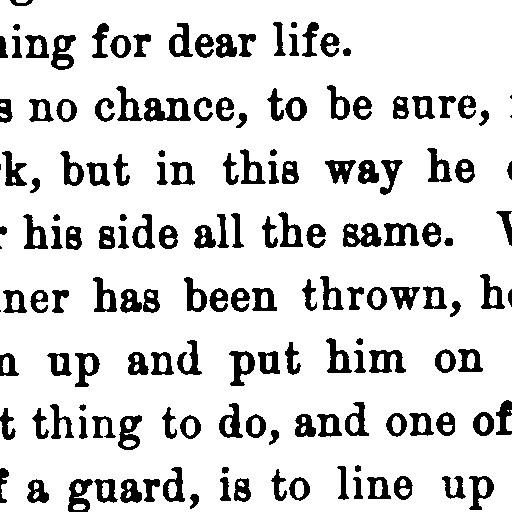 ning for dear life.
s no chance, to be sure,
rk, but in this way he
r his side all the same.
ner has been thrown, he
m up and put him on
t thing to do, and one of
f a guard, is to line up